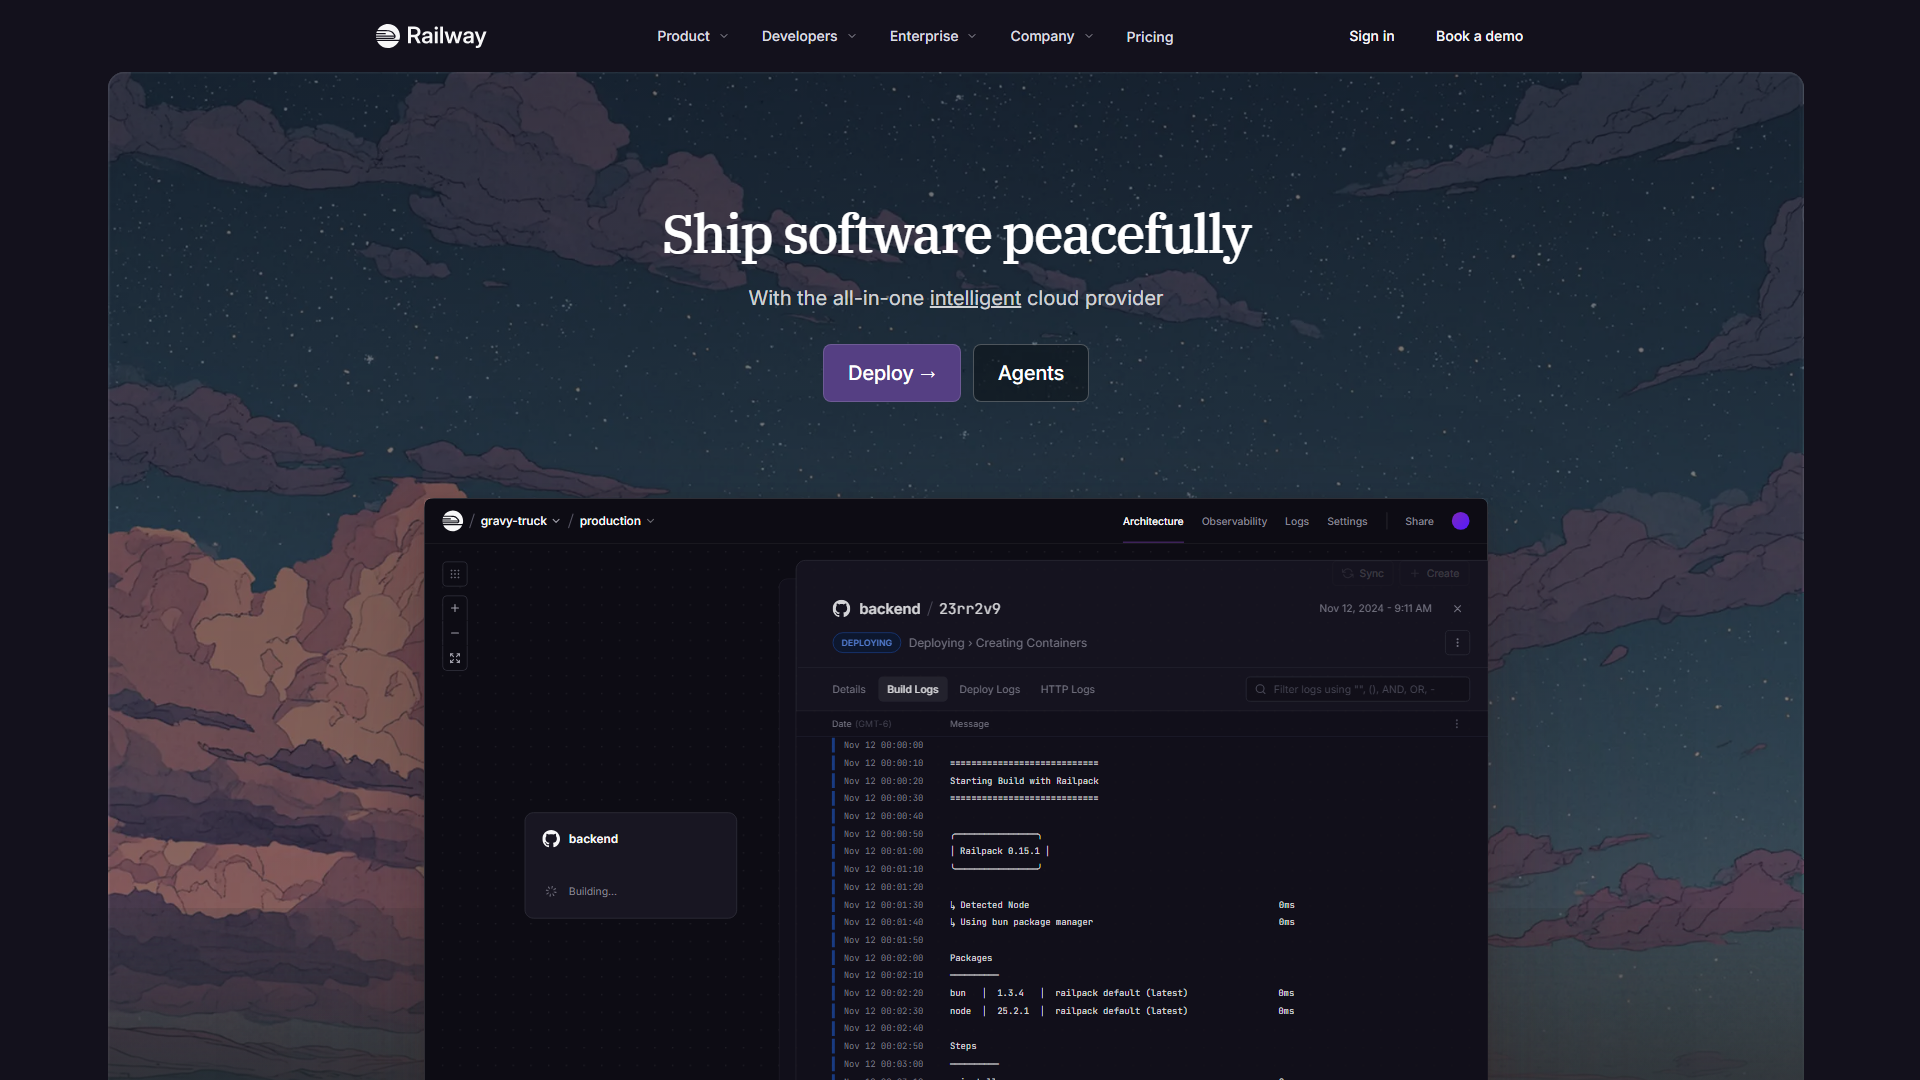 Railway
Product
Developers
Enterprise
Company
Pricing
Sign in
Book a demo
Ship software peacefully
With the all-in-one intelligent cloud provider
Deploy →
Agents
/ gravy-truck / production
Architecture
Observability
Logs
Settings
Share
Sync
Create
backend / 23rr2v9
Nov 12, 2024 - 9:11 AM
DEPLOYING Deploying › Creating Containers
Details
Build Logs
Deploy Logs
HTTP Logs
Filter logs using "", (), AND, OR, -
Date (GMT-6) Message
Nov 12 00:00:00
Nov 12 00:00:10 ============================
Nov 12 00:00:20 Starting Build with Railpack
Nov 12 00:00:30 ============================
Nov 12 00:00:40
Nov 12 00:00:50 ╭─────────────────╮
Nov 12 00:01:00 │ Railpack 0.15.1 │
Nov 12 00:01:10 ╰─────────────────╯
Nov 12 00:01:20
Nov 12 00:01:30 ↳ Detected Node 0ms
Nov 12 00:01:40 ↳ Using bun package manager 0ms
Nov 12 00:01:50
Nov 12 00:02:00 Packages
Nov 12 00:02:10 ──────────
Nov 12 00:02:20 bun │ 1.3.4 │ railpack default (latest) 0ms
Nov 12 00:02:30 node │ 25.2.1 │ railpack default (latest) 0ms
Nov 12 00:02:40
Nov 12 00:02:50 Steps
Nov 12 00:03:00 ──────────
backend
Building...